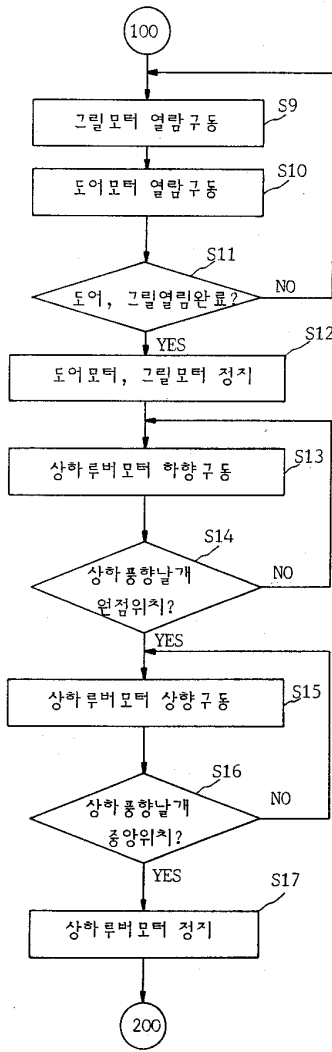 100
그릴모터 열람구동
S9
도어모터 열람구동
S10
S11
도어, 그릴열림완료?
NO
YES
S12
도어모터, 그릴모터 정지
상하루버모터 하향구동
S13
S14
상하풍향날개
원점위치?
NO
YES
상하루버모터 상향구동
S15
S16
상하풍향날개
중앙위치?
NO
YES
S17
상하루버모터 정지
200